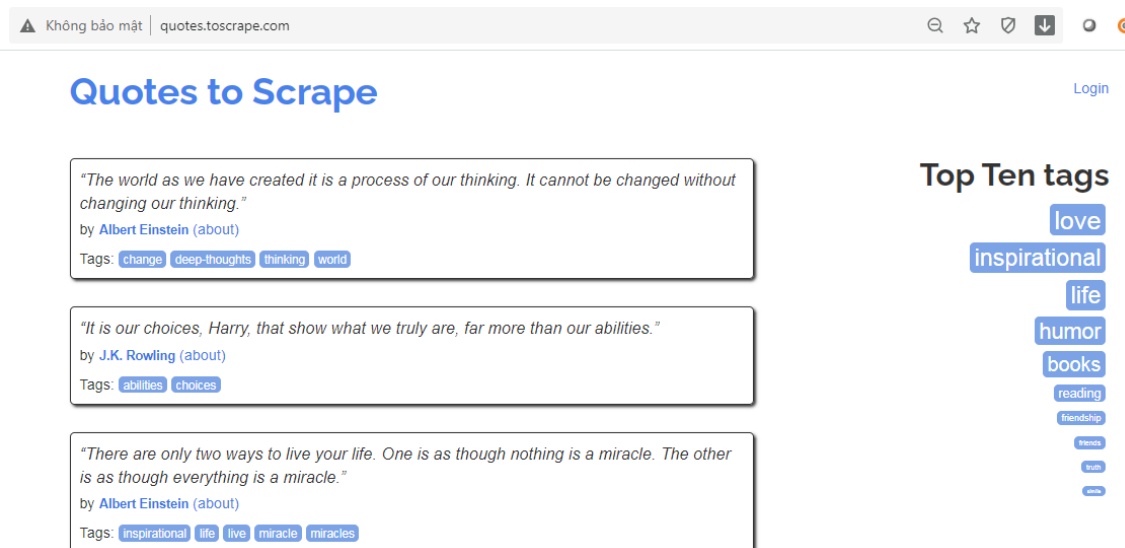 Không bảo mật | quotes.toscrape.com
Quotes to Scrape
Login
“The world as we have created it is a process of our thinking. It cannot be changed without
changing our thinking.”
by Albert Einstein (about)
Tags: change deep-thoughts thinking world
“It is our choices, Harry, that show what we truly are, far more than our abilities.”
by J.K. Rowling (about)
Tags: abilities choices
“There are only two ways to live your life. One is as though nothing is a miracle. The other
is as though everything is a miracle.”
by Albert Einstein (about)
Tags: inspirational life live miracle miracles
Top Ten tags
love
inspirational
life
humor
books
reading
friendship
friends
truth
simile